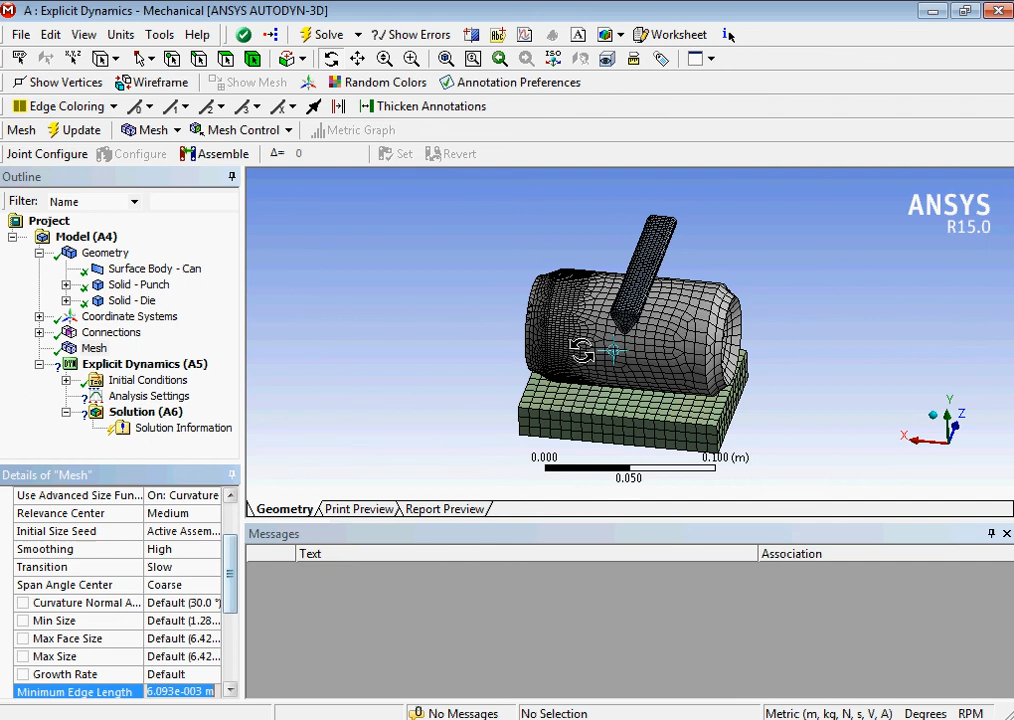 A : Explicit Dynamics - Mechanical [ANSYS AUTODYN-3D]
File Edit View Units Tools Help Solve ?/ Show Errors Worksheet
Show Vertices Wireframe Show Mesh Random Colors Annotation Preferences
Edge Coloring Thicken Annotations
Mesh Update Mesh Mesh Control Metric Graph
Joint Configure Configure Assemble Δ= 0 Set Revert
Outline
Filter: Name
Project
Model (A4)
Geometry
Surface Body - Can
Solid - Punch
Solid - Die
Coordinate Systems
Connections
Mesh
Explicit Dynamics (A5)
Initial Conditions
Analysis Settings
Solution (A6)
Solution Information
Details of "Mesh"
Use Advanced Size Fun... On: Curvature
Relevance Center Medium
Initial Size Seed Active Assem...
Smoothing High
Transition Slow
Span Angle Center Coarse
Curvature Normal A... Default (30.0 °)
Min Size Default (1.28...
Max Face Size Default (6.42...
Max Size Default (6.42...
Growth Rate Default
Minimum Edge Length 6.093e-003 m
ANSYS
R15.0
Y
Z
X
0.000 0.100 (m)
0.050
Geometry Print Preview Report Preview
Messages
Text Association
0 No Messages No Selection Metric (m, kg, N, s, V, A) Degrees RPM